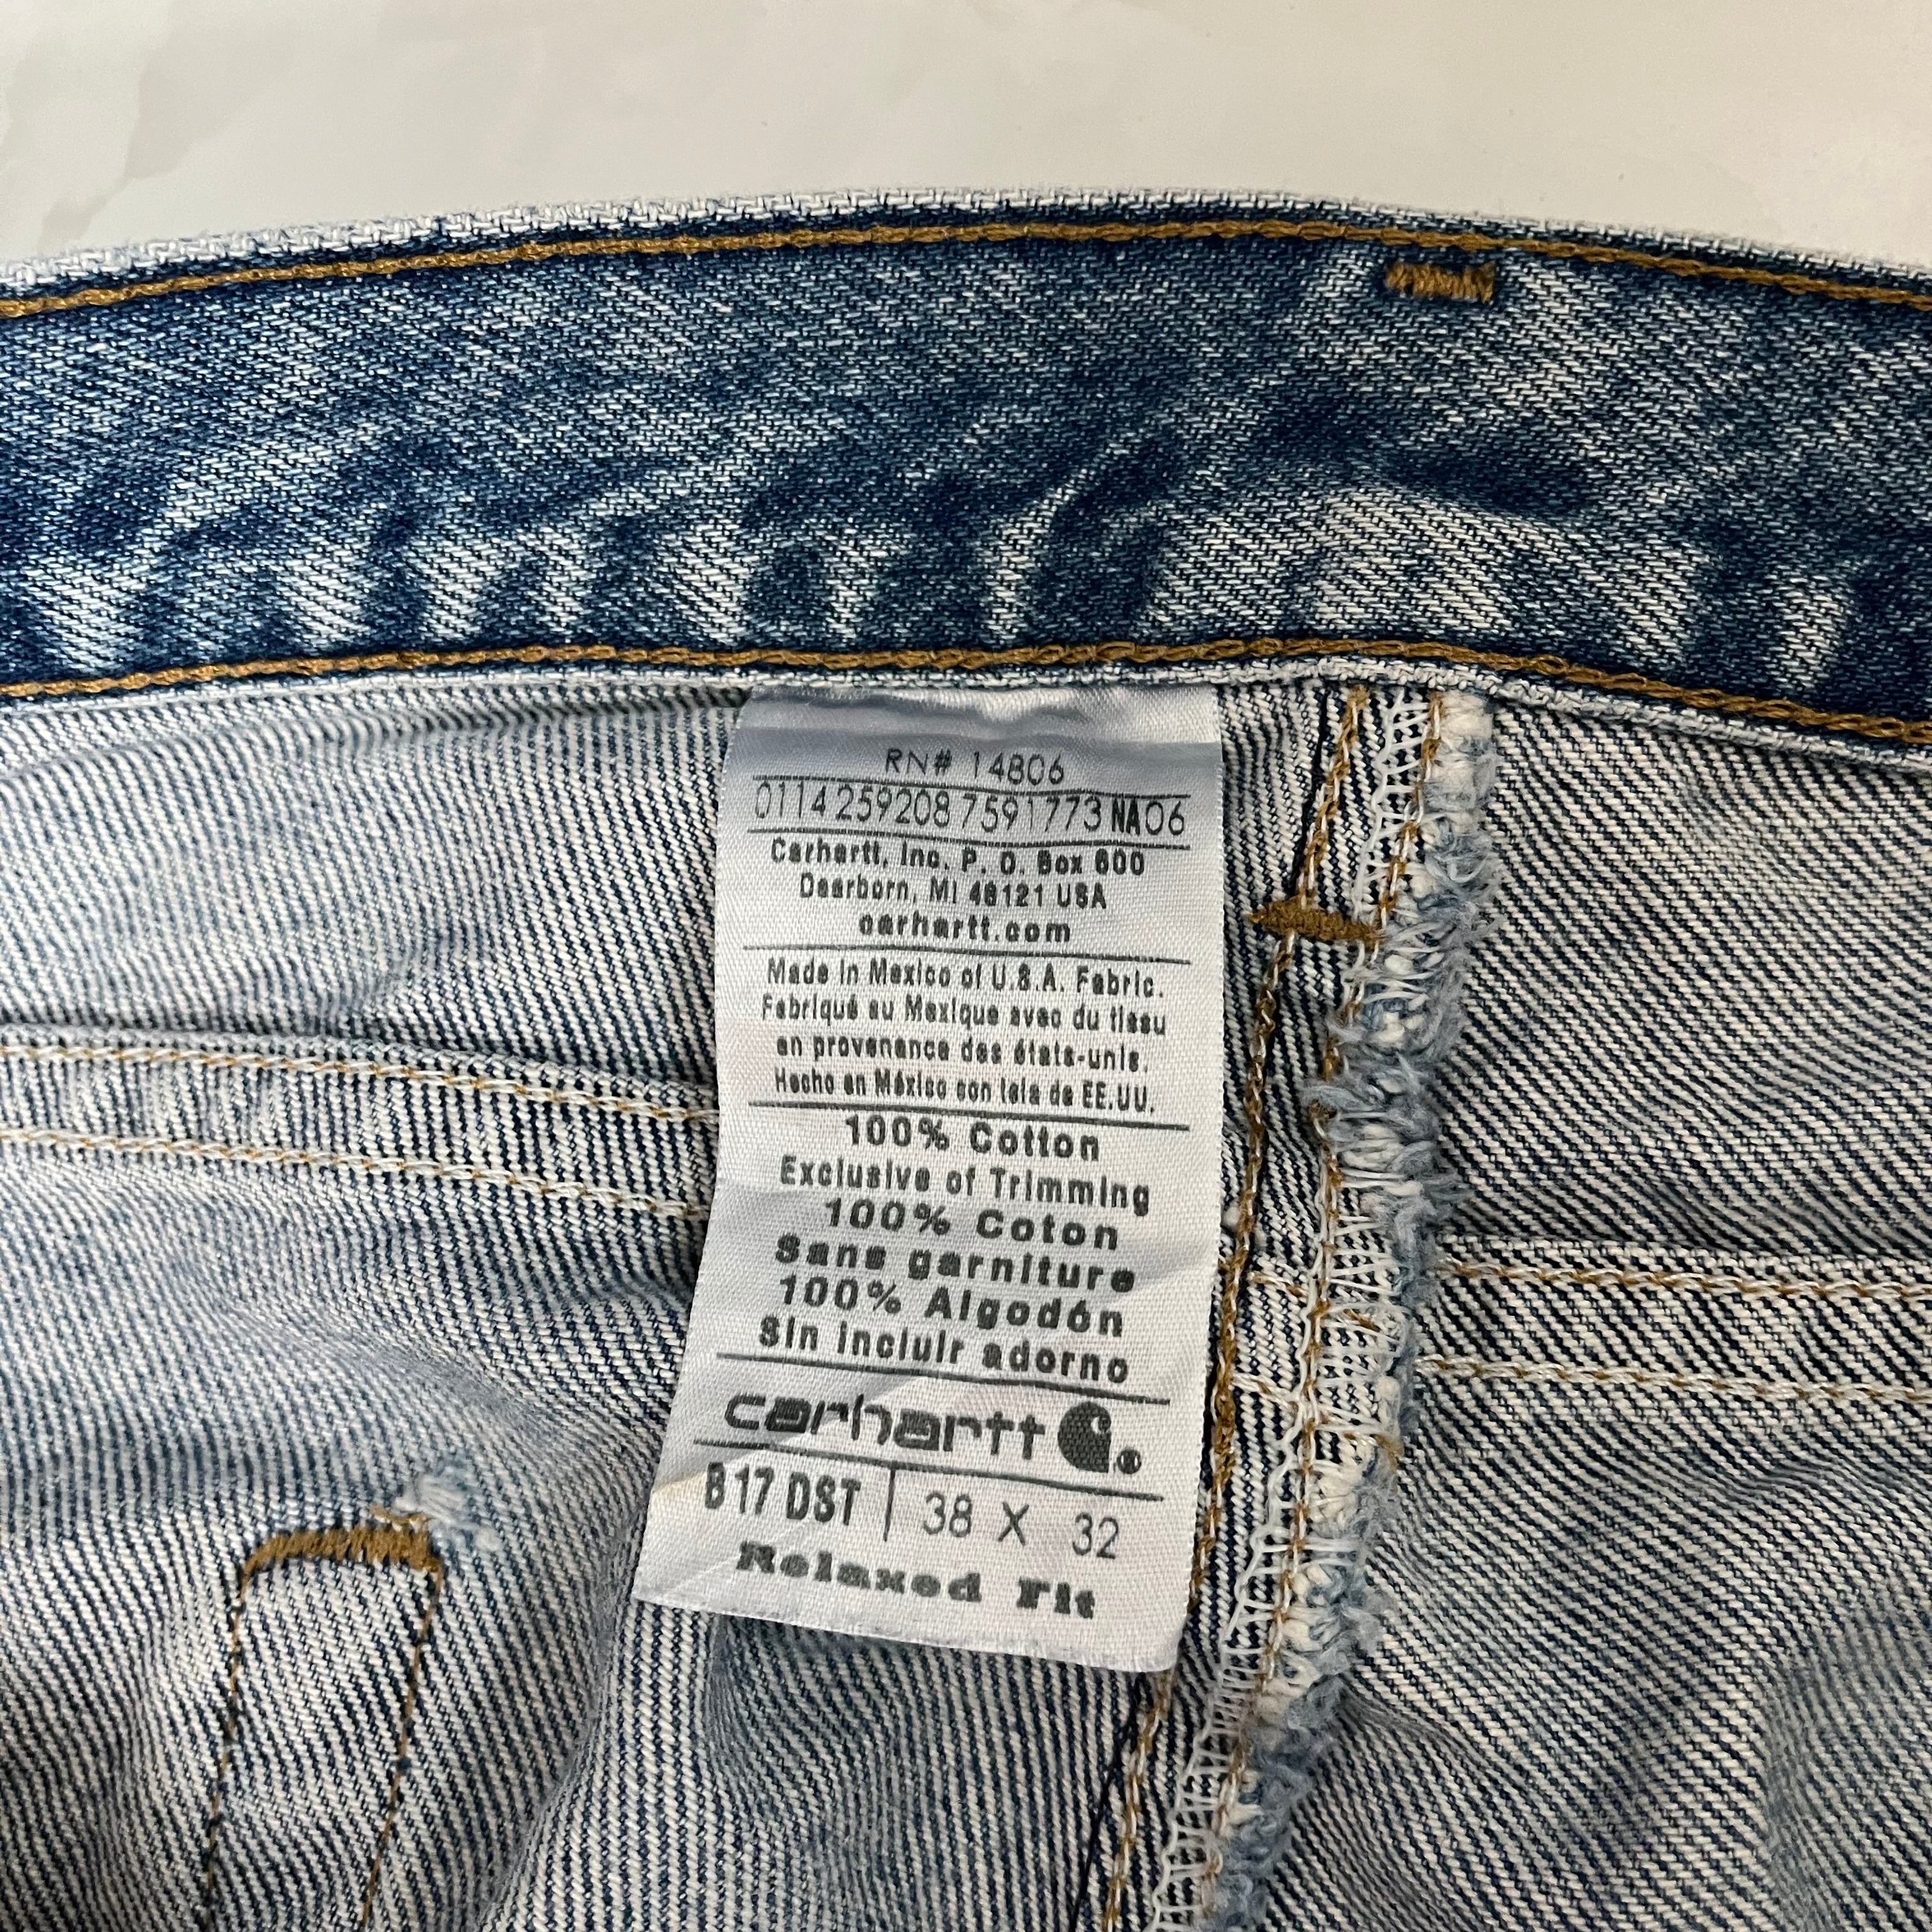 RN# 14806
01142592087591773 NA06
Carhartt, Inc. P. O. Box 600
Dearborn, MI 48121 USA
carhartt.com
Made in Mexico of U.S.A. Fabric.
Fabriqué au Mexique avec du tissu
en provenance des états-unis.
Hecho en México con tela de EE.UU.
100% Cotton
Exclusive of Trimming
100% Coton
Sans garniture
100% Algodón
Sin incluir adorno
carhartt ®
B17 DST | 38 X 32
Relaxed Fit